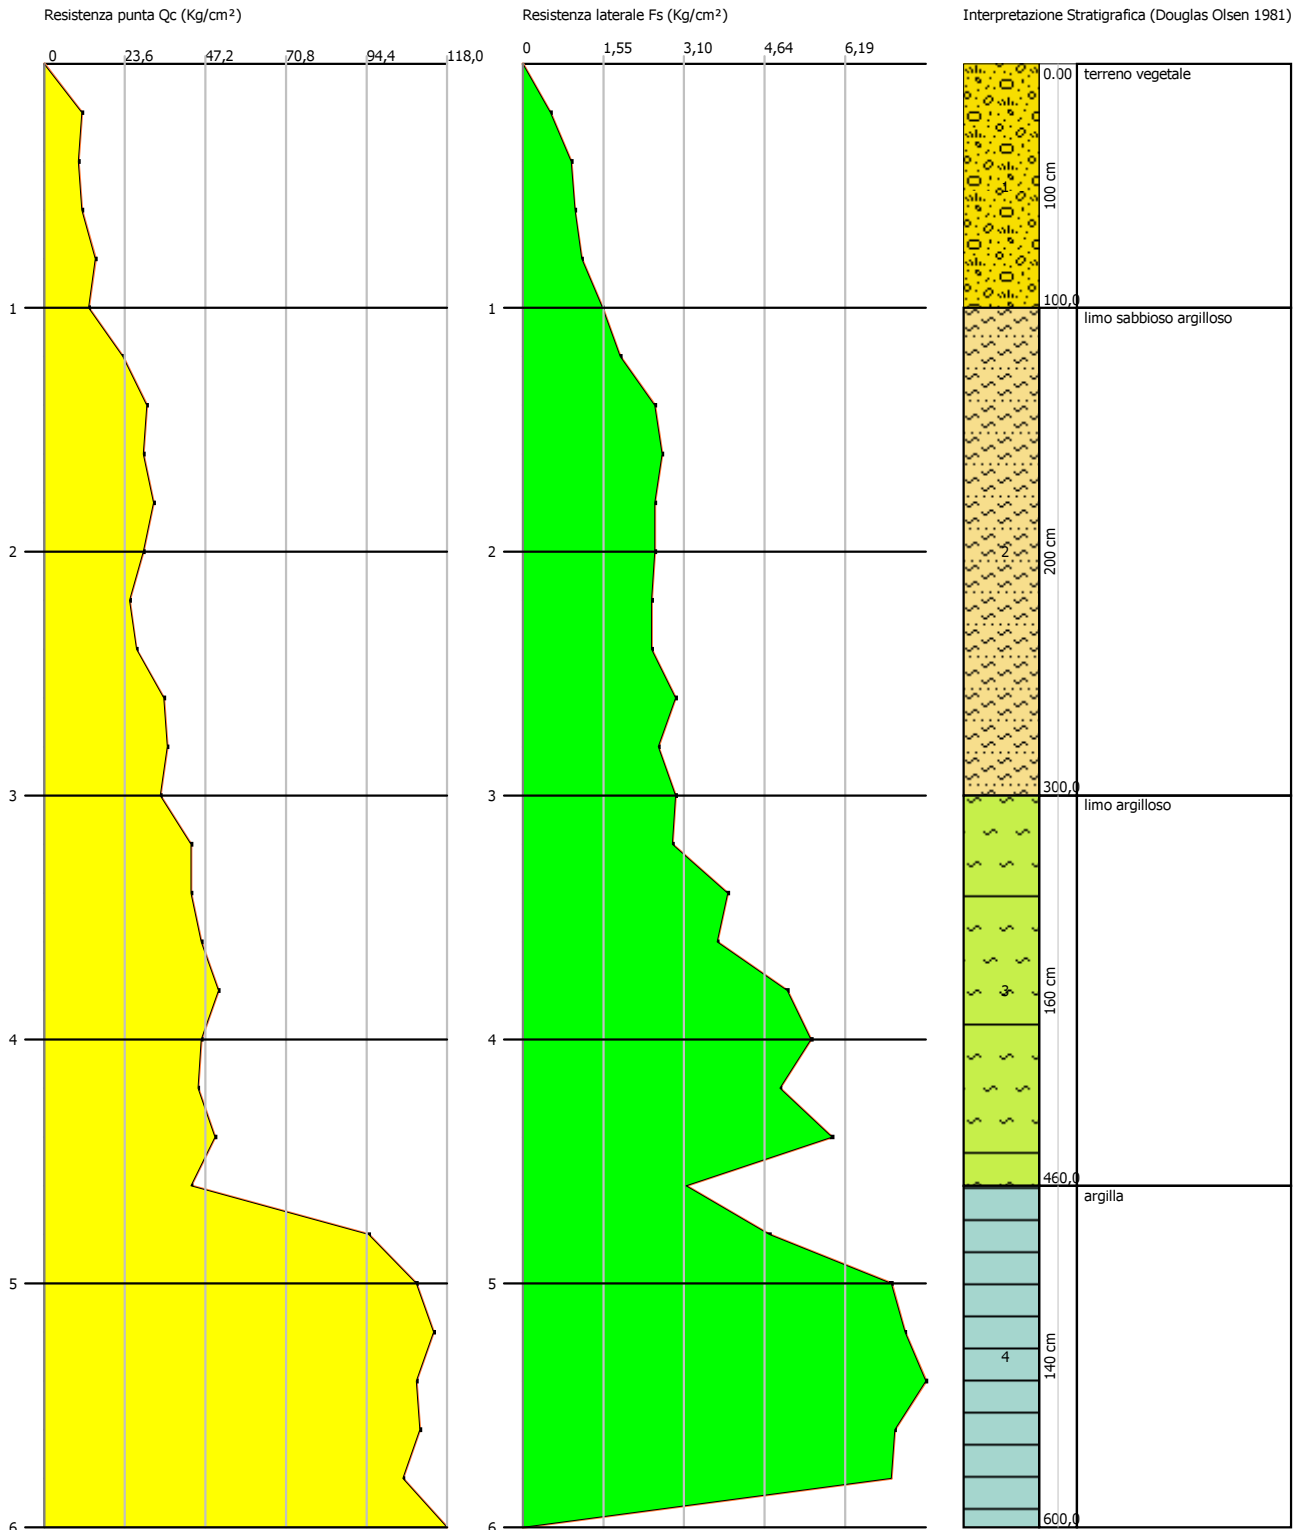 Resistenza punta Qc (Kg/cm²)
0 23,6 47,2 70,8 94,4 118,0
1
2
3
4
5
6
Resistenza laterale Fs (Kg/cm²)
0 1,55 3,10 4,64 6,19
1
2
3
4
5
6
Interpretazione Stratigrafica (Douglas Olsen 1981)
0.00 terreno vegetale
1
100 cm
100,0
limo sabbioso argilloso
2
200 cm
300,0
limo argilloso
3
160 cm
460,0
argilla
4
140 cm
600,0